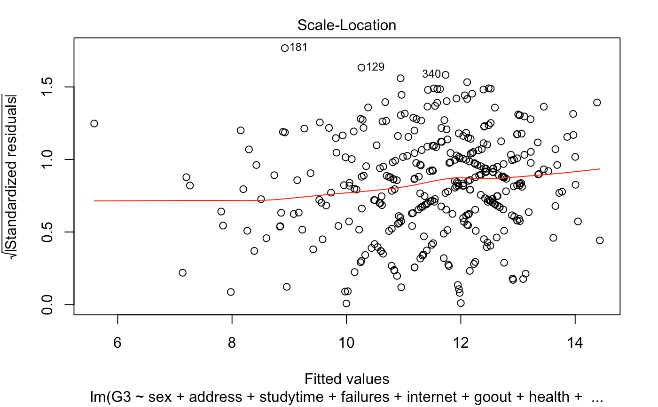 Scale-Location
√|Standardized residuals|
1.5
1.0
0.5
0.0
181
129
340
6 8 10 12 14
Fitted values
lm(G3 ~ sex + address + studytime + failures + internet + goout + health + ...